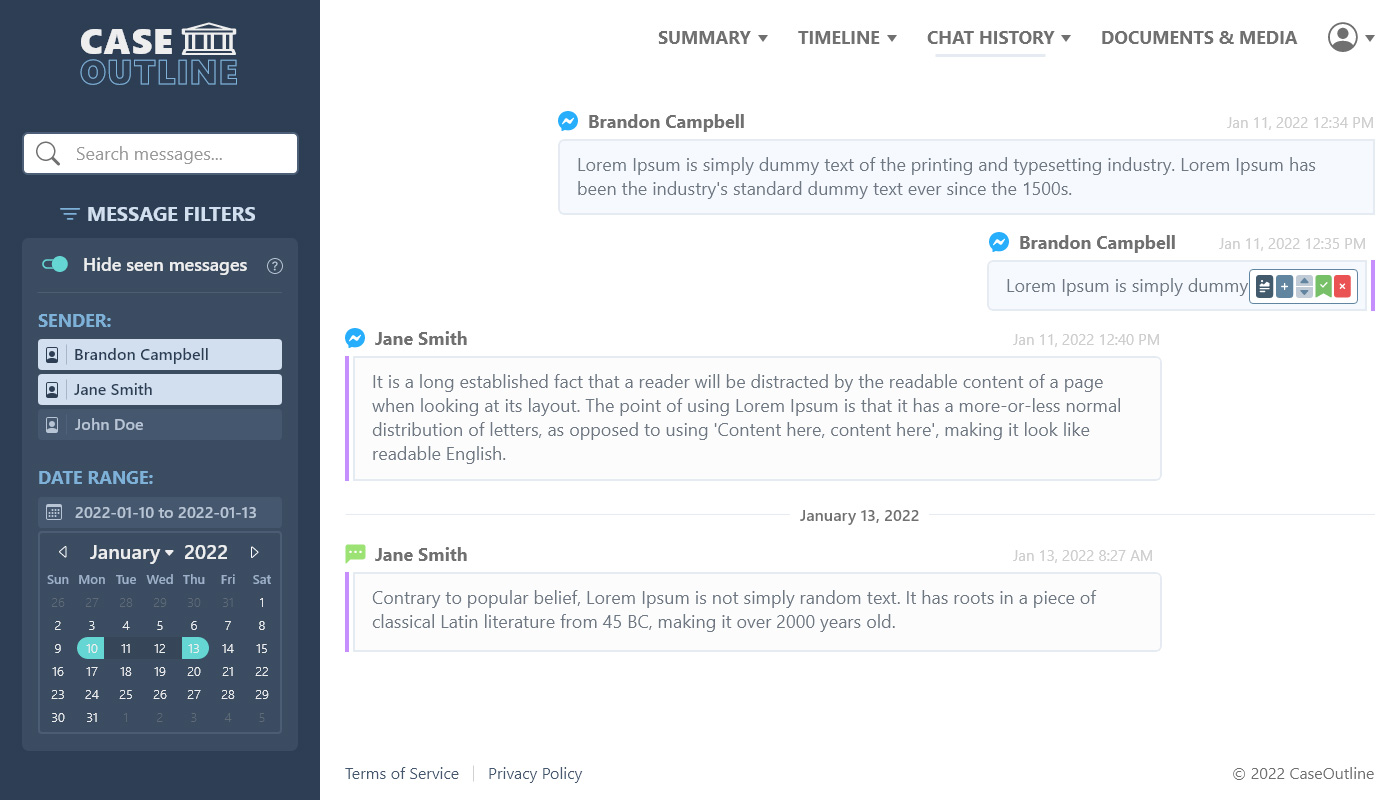 CASE
OUTLINE
Search messages...
MESSAGE FILTERS
Hide seen messages ?
SENDER:
Brandon Campbell
Jane Smith
John Doe
DATE RANGE:
2022-01-10 to 2022-01-13
January 2022
Sun Mon Tue Wed Thu Fri Sat
26 27 28 29 30 31 1
2 3 4 5 6 7 8
9 10 11 12 13 14 15
16 17 18 19 20 21 22
23 24 25 26 27 28 29
30 31 1 2 3 4 5
SUMMARY TIMELINE CHAT HISTORY DOCUMENTS & MEDIA
Brandon Campbell Jan 11, 2022 12:34 PM
Lorem Ipsum is simply dummy text of the printing and typesetting industry. Lorem Ipsum has
been the industry's standard dummy text ever since the 1500s.
Brandon Campbell Jan 11, 2022 12:35 PM
Lorem Ipsum is simply dummy
Jane Smith Jan 11, 2022 12:40 PM
It is a long established fact that a reader will be distracted by the readable content of a page
when looking at its layout. The point of using Lorem Ipsum is that it has a more-or-less normal
distribution of letters, as opposed to using 'Content here, content here', making it look like
readable English.
January 13, 2022
Jane Smith Jan 13, 2022 8:27 AM
Contrary to popular belief, Lorem Ipsum is not simply random text. It has roots in a piece of
classical Latin literature from 45 BC, making it over 2000 years old.
Terms of Service Privacy Policy © 2022 CaseOutline